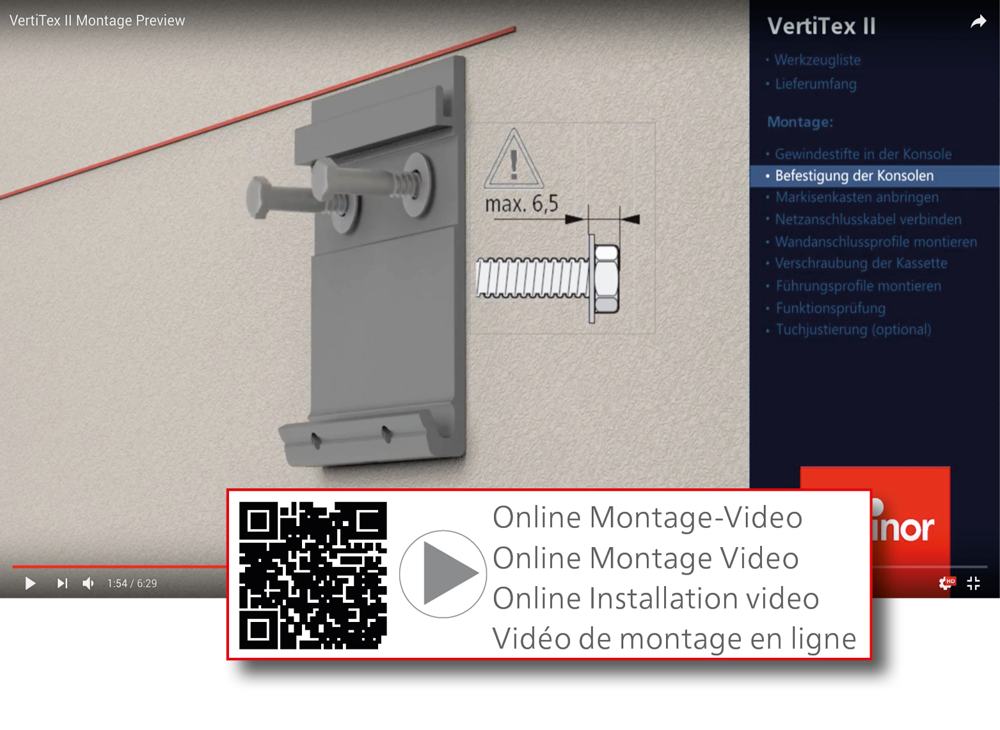 VertiTex II Montage Preview
max. 6,5
VertiTex II
• Werkzeugliste
• Lieferumfang
Montage:
• Gewindestifte in der Konsole
• Befestigung der Konsolen
• Markisenkasten anbringen
• Netzanschlusskabel verbinden
• Wandanschlussprofile montieren
• Verschraubung der Kassette
• Führungsprofile montieren
• Funktionsprüfung
• Tuchjustierung (optional)
inor
1:54 / 6:29
HD
Online Montage-Video
Online Montage Video
Online Installation video
Vidéo de montage en ligne